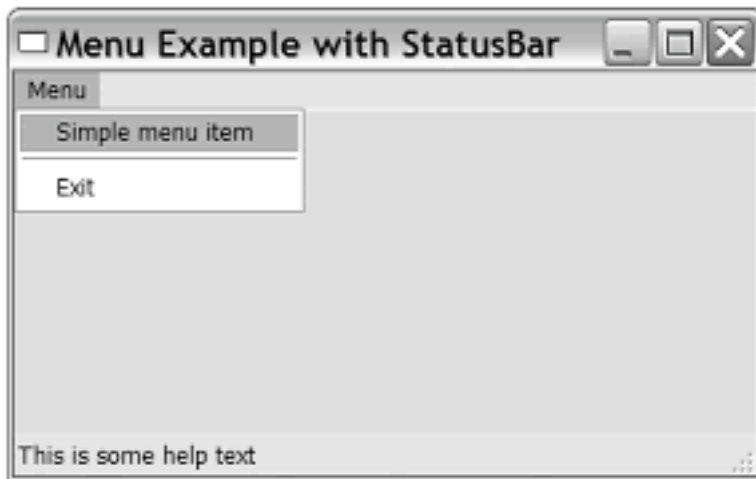 Menu Example with StatusBar
Menu
Simple menu item
Exit
This is some help text